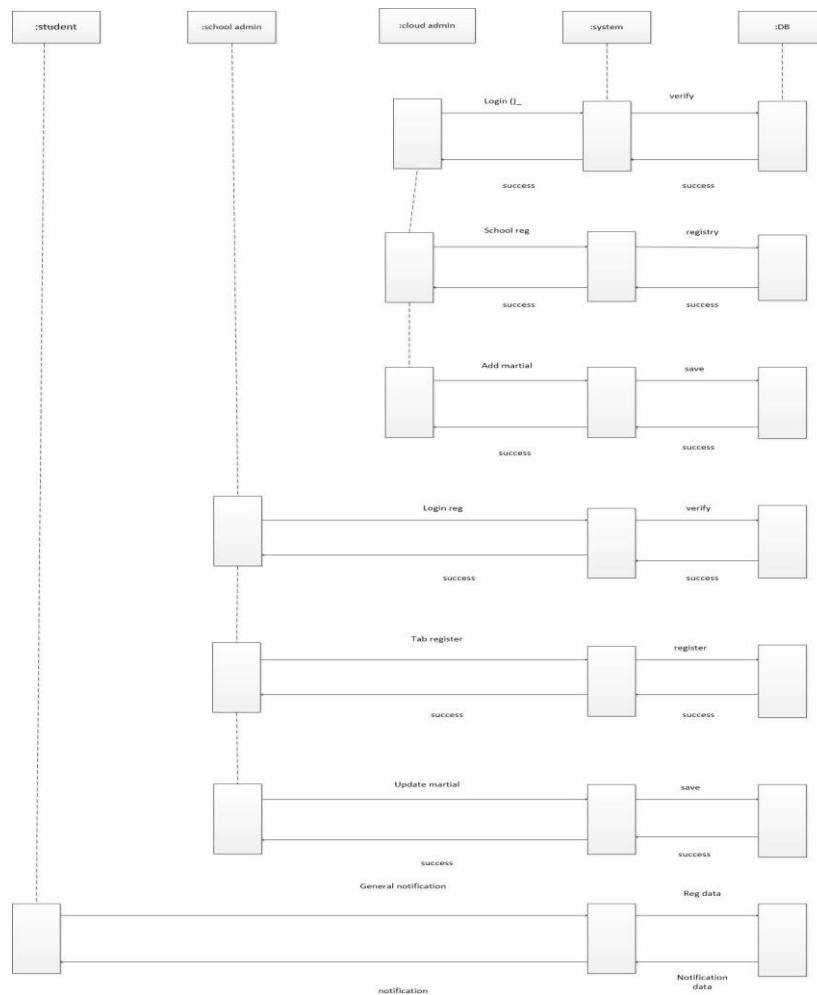 :student
:school admin
:cloud admin
:system
:DB
Login ()_
verify
success
success
School reg
registry
success
success
Add martial
save
success
success
Login reg
verify
success
success
Tab register
register
success
success
Update martial
save
success
success
General notification
Reg data
notification
Notification
data